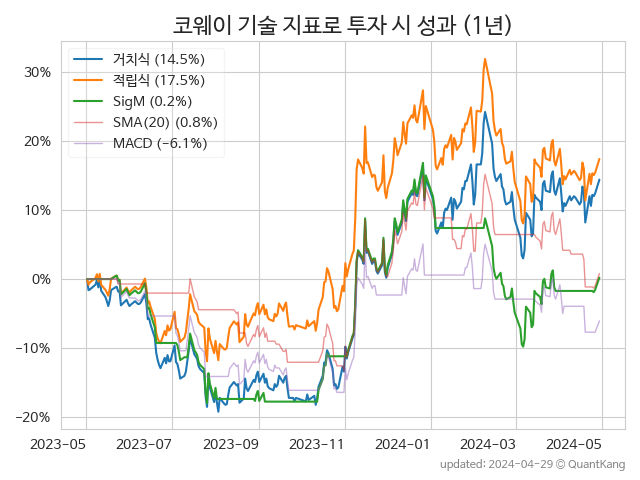 코웨이 기술 지표로 투자 시 성과 (1년)
거치식 (14.5%)
적립식 (17.5%)
SigM (0.2%)
SMA(20) (0.8%)
MACD (−6.1%)
30%
20%
10%
0%
−10%
−20%
2023-05 2023-07 2023-09 2023-11 2024-01 2024-03 2024-05
updated: 2024-04-29 © QuantKang